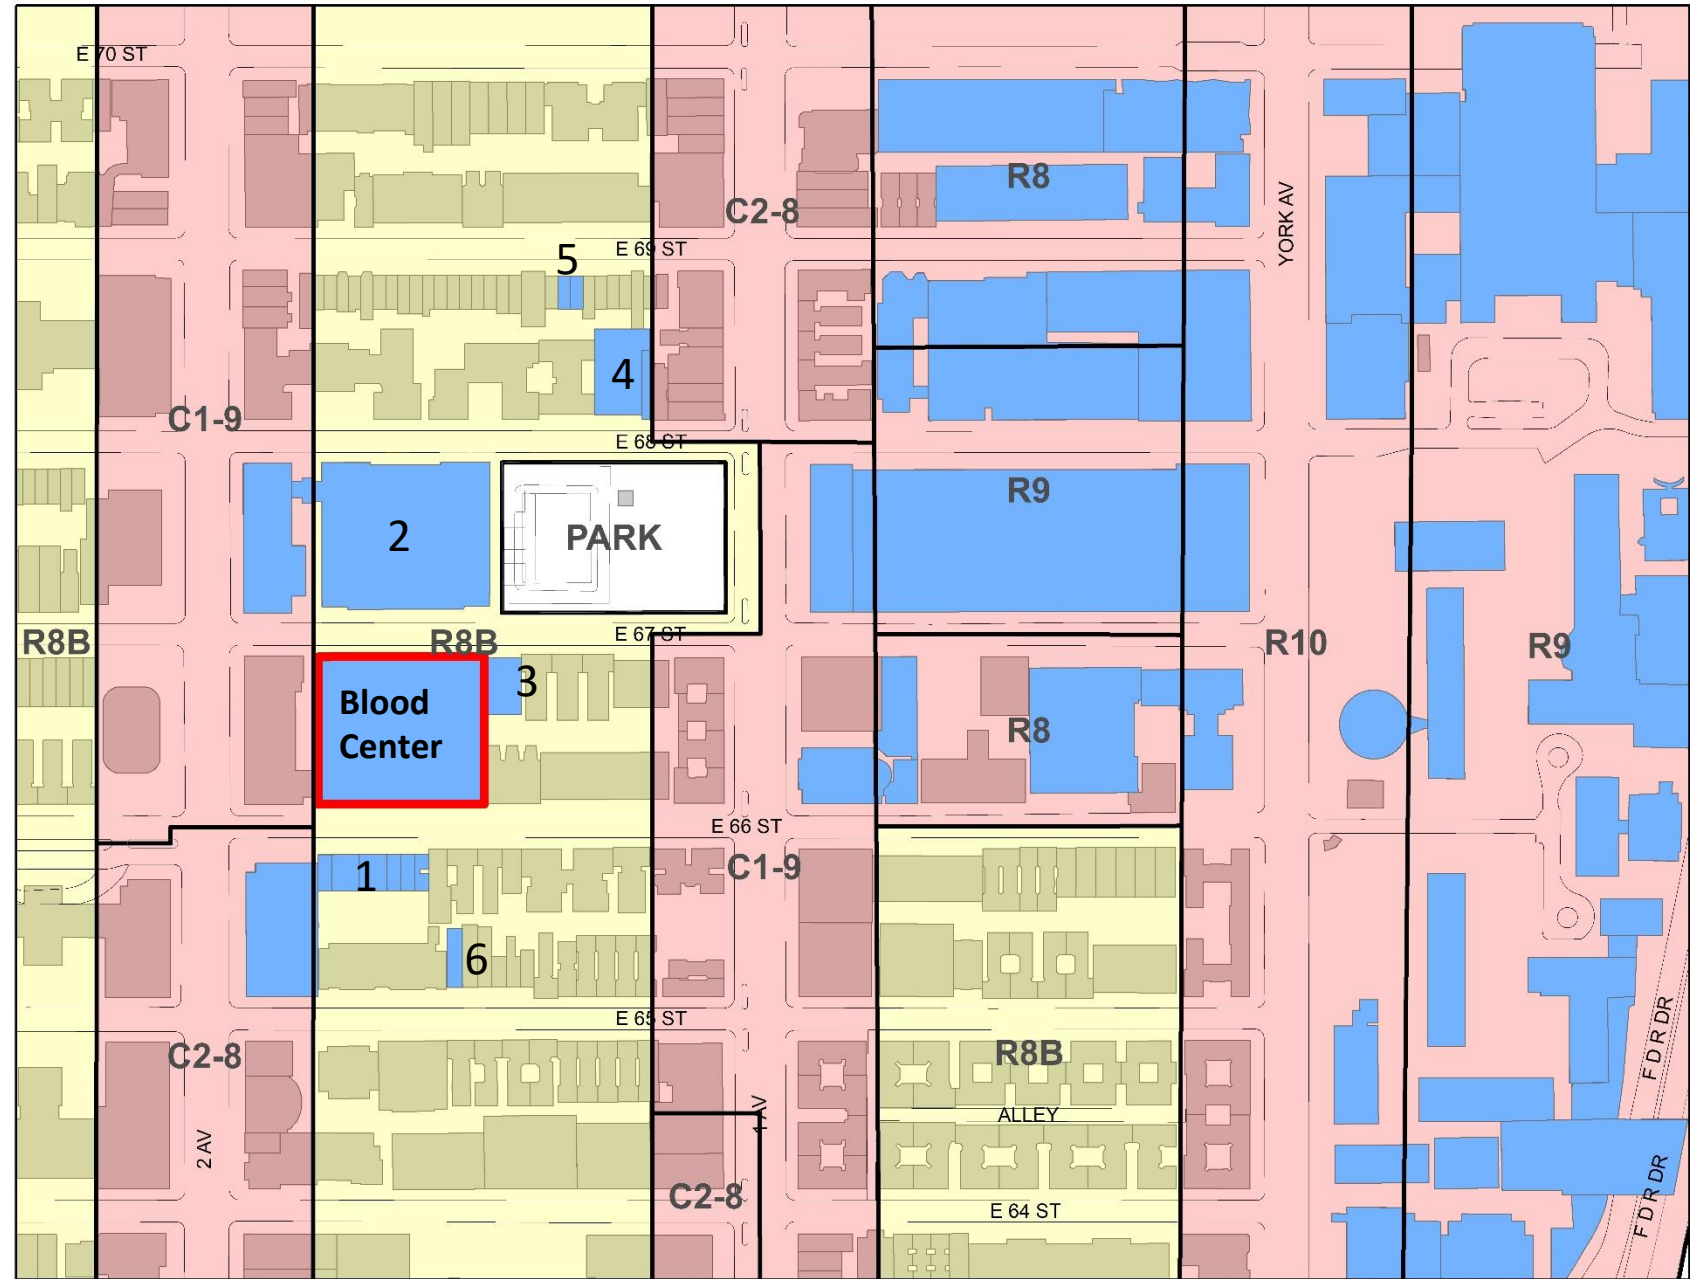 E 70 ST
R8
C2-8
YORK AV
5
E 69 ST
4
C1-9
E 68 ST
R9
2
PARK
R8B
R8B
E 67 ST
R10
R9
3
Blood
Center
R8
E 66 ST
1
C1-9
6
E 65 ST
C2-8
R8B
ALLEY
1 AV
2 AV
C2-8
E 64 ST
F D R DR
F D R DR